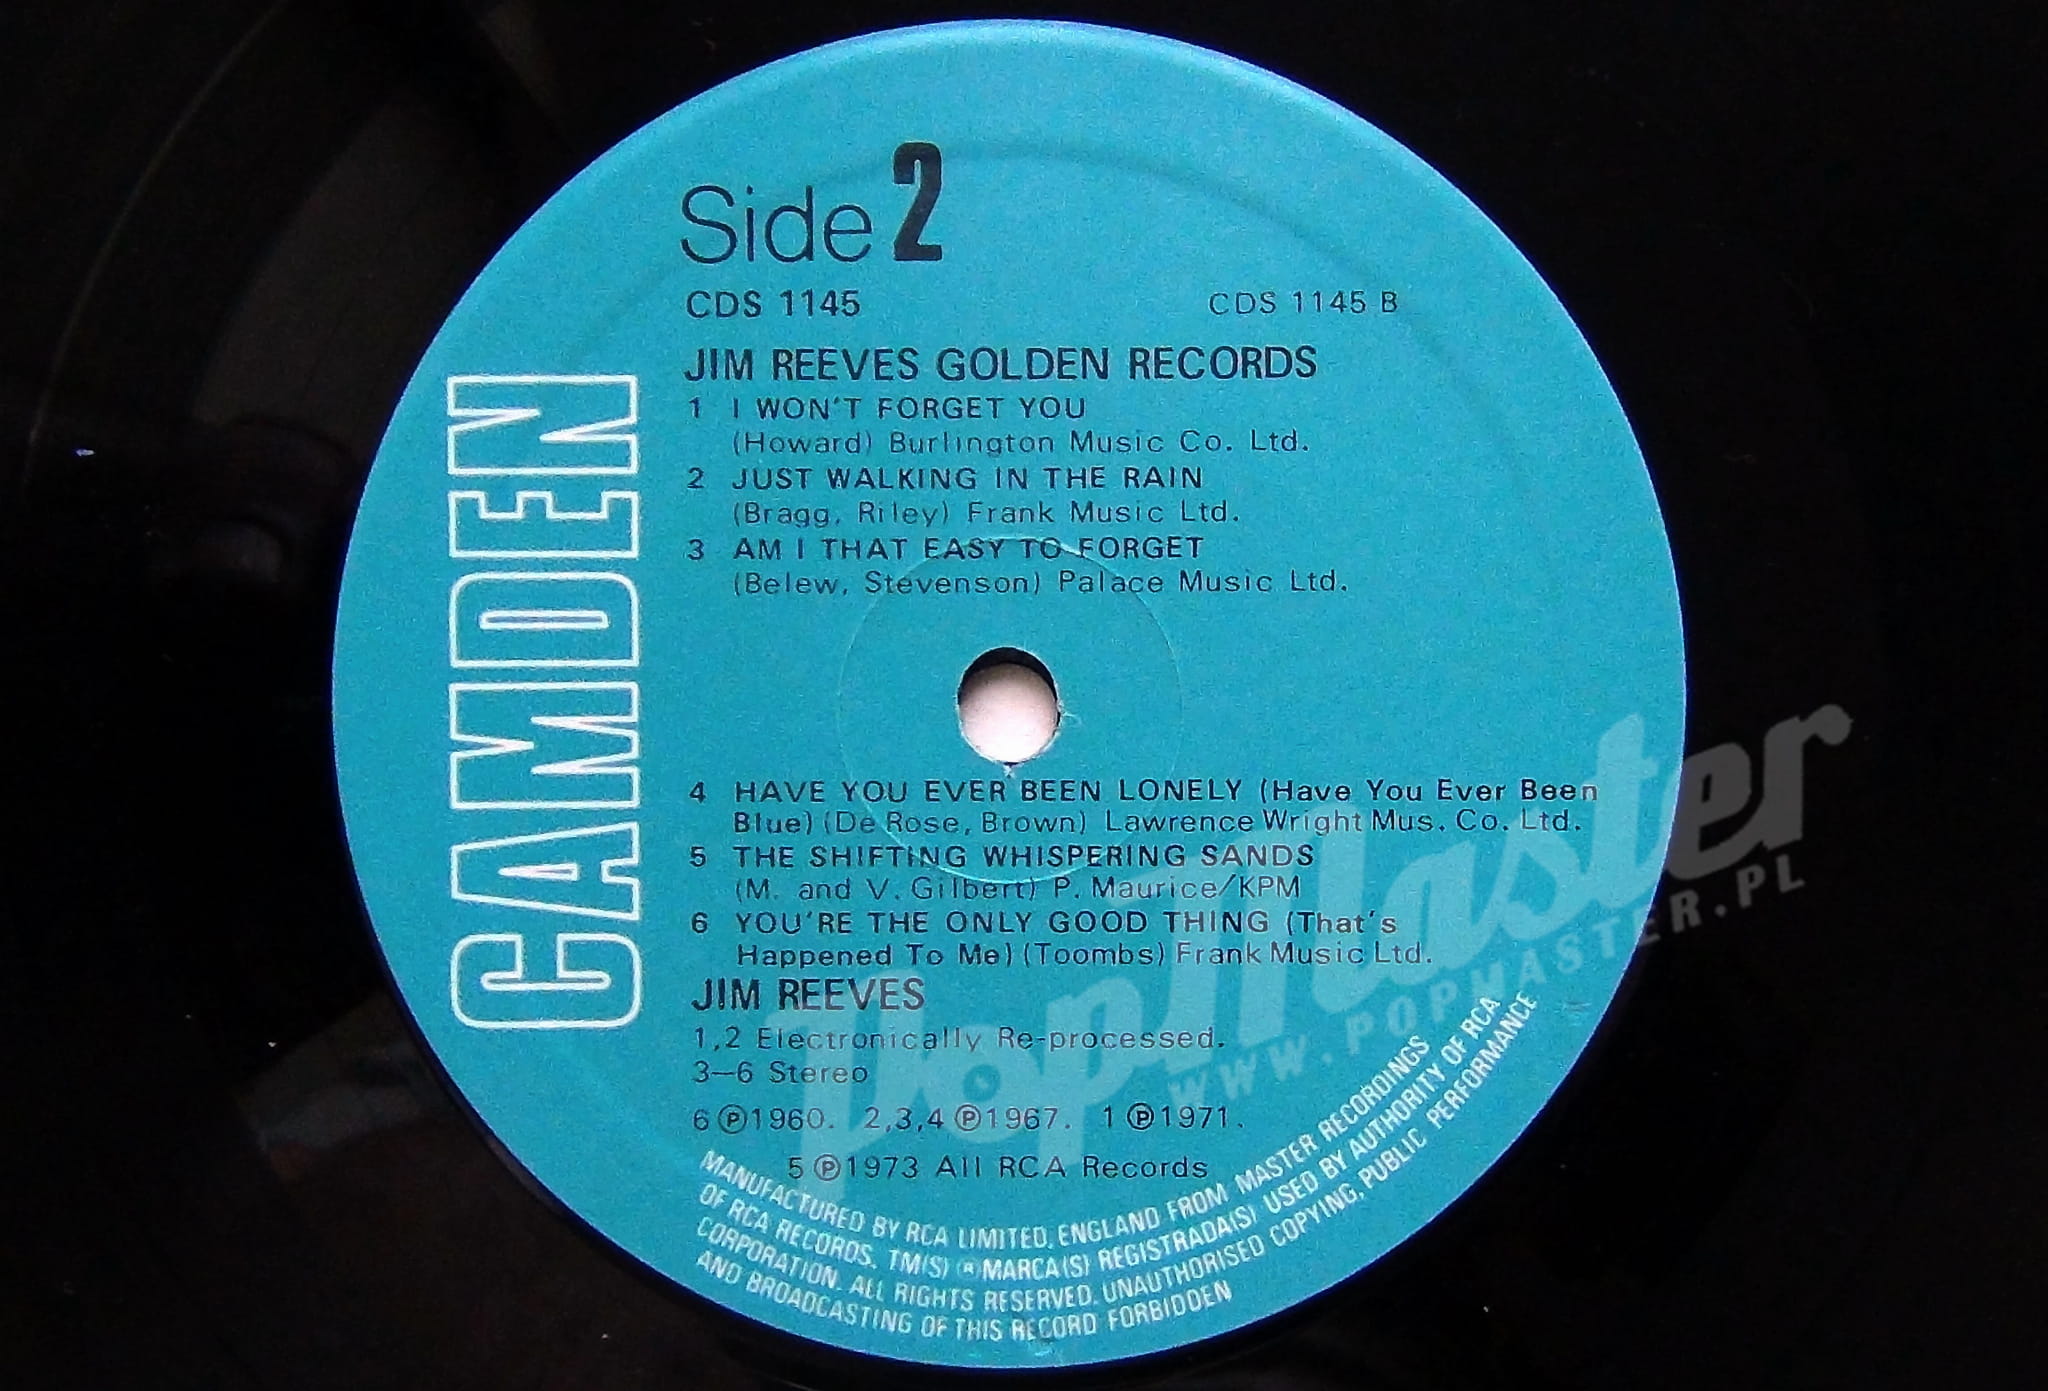 Side 2
CDS 1145 CDS 1145 B
JIM REEVES GOLDEN RECORDS
1 I WON'T FORGET YOU
(Howard) Burlington Music Co. Ltd.
2 JUST WALKING IN THE RAIN
(Bragg, Riley) Frank Music Ltd.
3 AM I THAT EASY TO FORGET
(Belew, Stevenson) Palace Music Ltd.
CAMDEN
4 HAVE YOU EVER BEEN LONELY (Have You Ever Been
Blue) (De Rose, Brown) Lawrence Wright Mus. Co. Ltd.
5 THE SHIFTING WHISPERING SANDS
(M. and V. Gilbert) P. Maurice/KPM
6 YOU'RE THE ONLY GOOD THING (That's
Happened To Me) (Toombs) Frank Music Ltd.
JIM REEVES
1,2 Electronically Re-processed.
3–6 Stereo
6 ℗ 1960. 2,3,4 ℗ 1967. 1 ℗ 1971.
5 ℗ 1973 All RCA Records
MANUFACTURED BY RCA LIMITED, ENGLAND FROM MASTER RECORDINGS
OF RCA RECORDS. TM(S) ® MARCA(S) REGISTRADA(S) USED BY AUTHORITY OF RCA
CORPORATION. ALL RIGHTS RESERVED. UNAUTHORISED COPYING, PUBLIC PERFORMANCE
AND BROADCASTING OF THIS RECORD FORBIDDEN
PopMaster
WWW.POPMASTER.PL